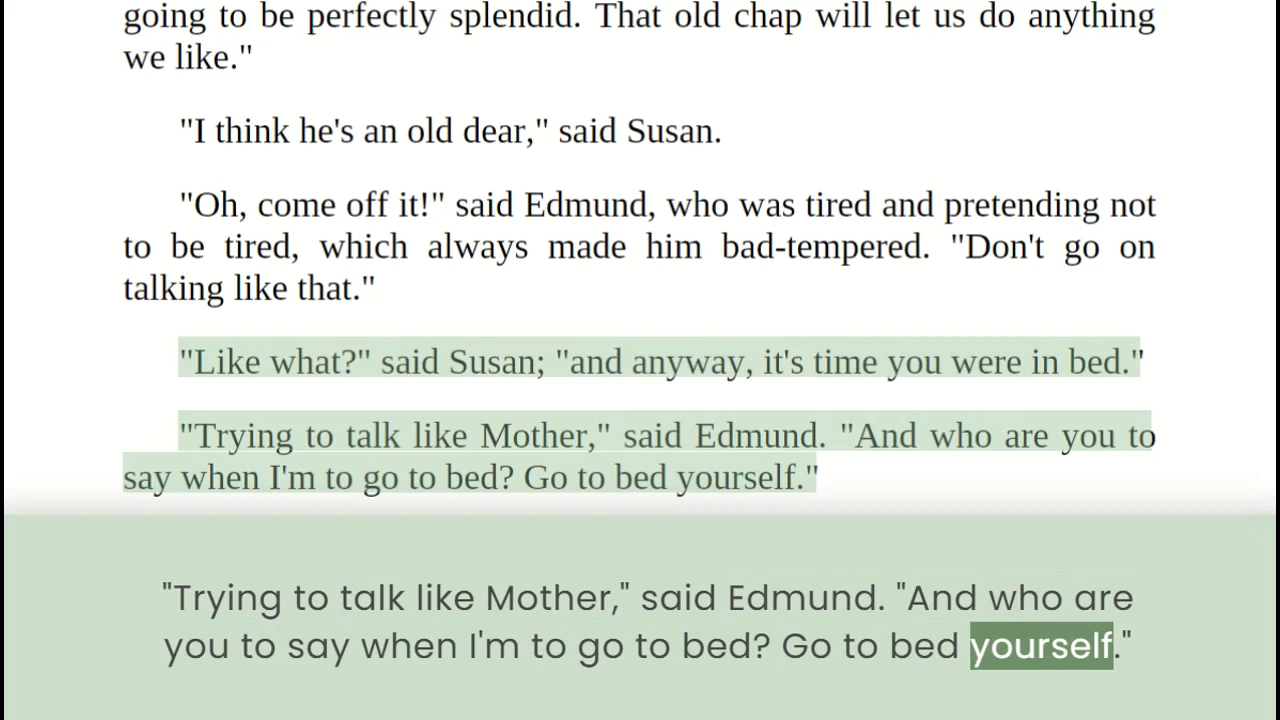 going to be perfectly splendid. That old chap will let us do anything
we like."
"I think he's an old dear," said Susan.
"Oh, come off it!" said Edmund, who was tired and pretending not
to be tired, which always made him bad-tempered. "Don't go on
talking like that."
"Like what?" said Susan; "and anyway, it's time you were in bed."
"Trying to talk like Mother," said Edmund. "And who are you to
say when I'm to go to bed? Go to bed yourself."
"Trying to talk like Mother," said Edmund. "And who are
you to say when I'm to go to bed? Go to bed yourself."